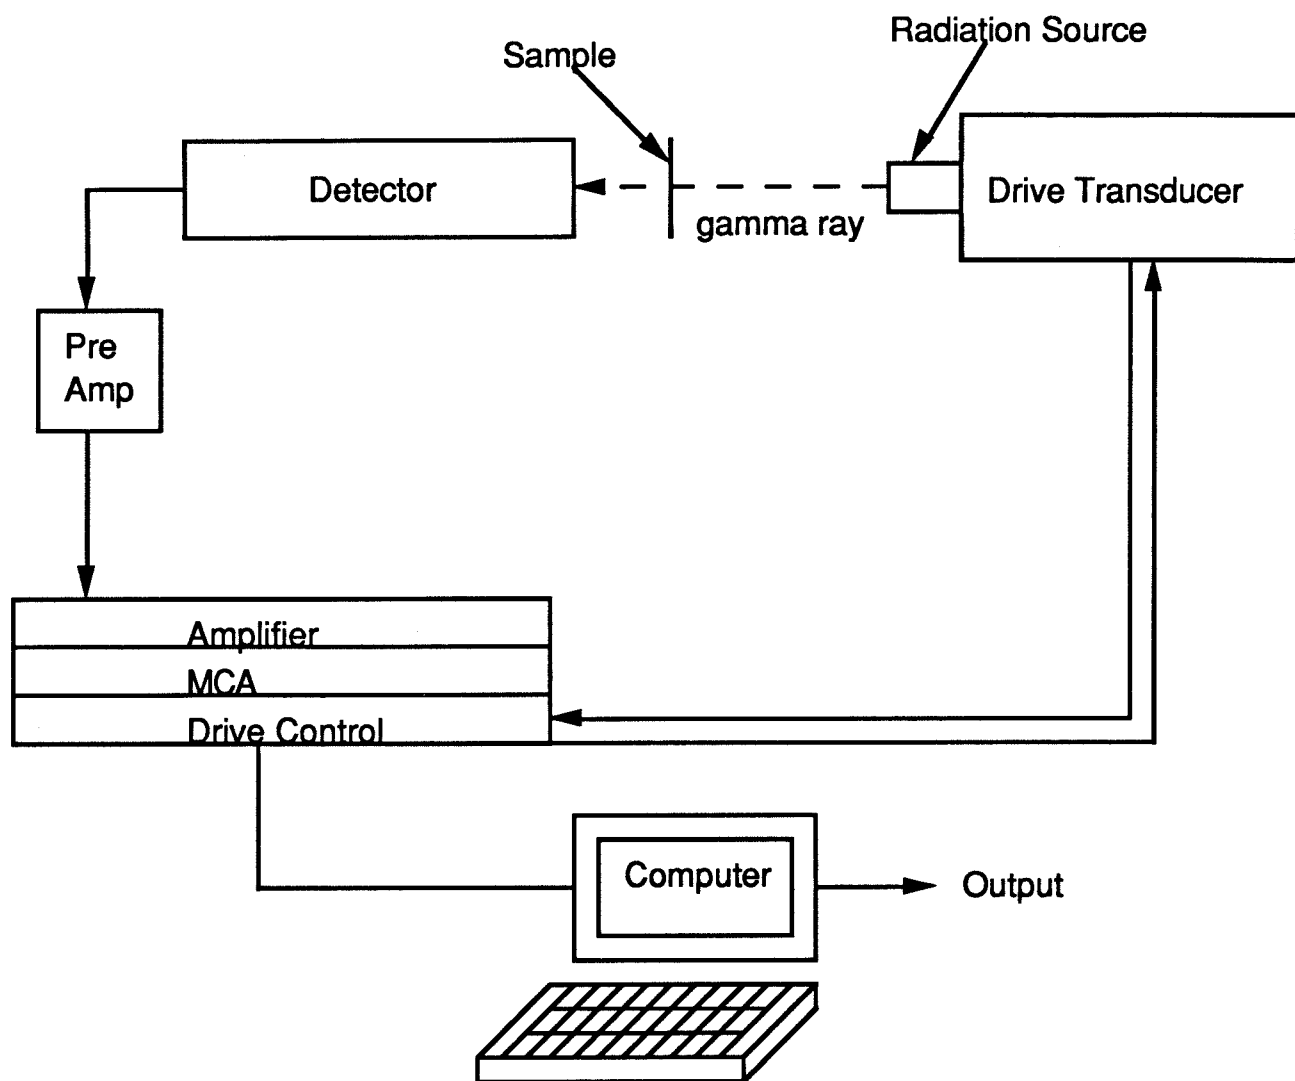 Radiation Source
Sample
Detector
Drive Transducer
gamma ray
Pre
Amp
Amplifier
MCA
Drive Control
Computer
Output